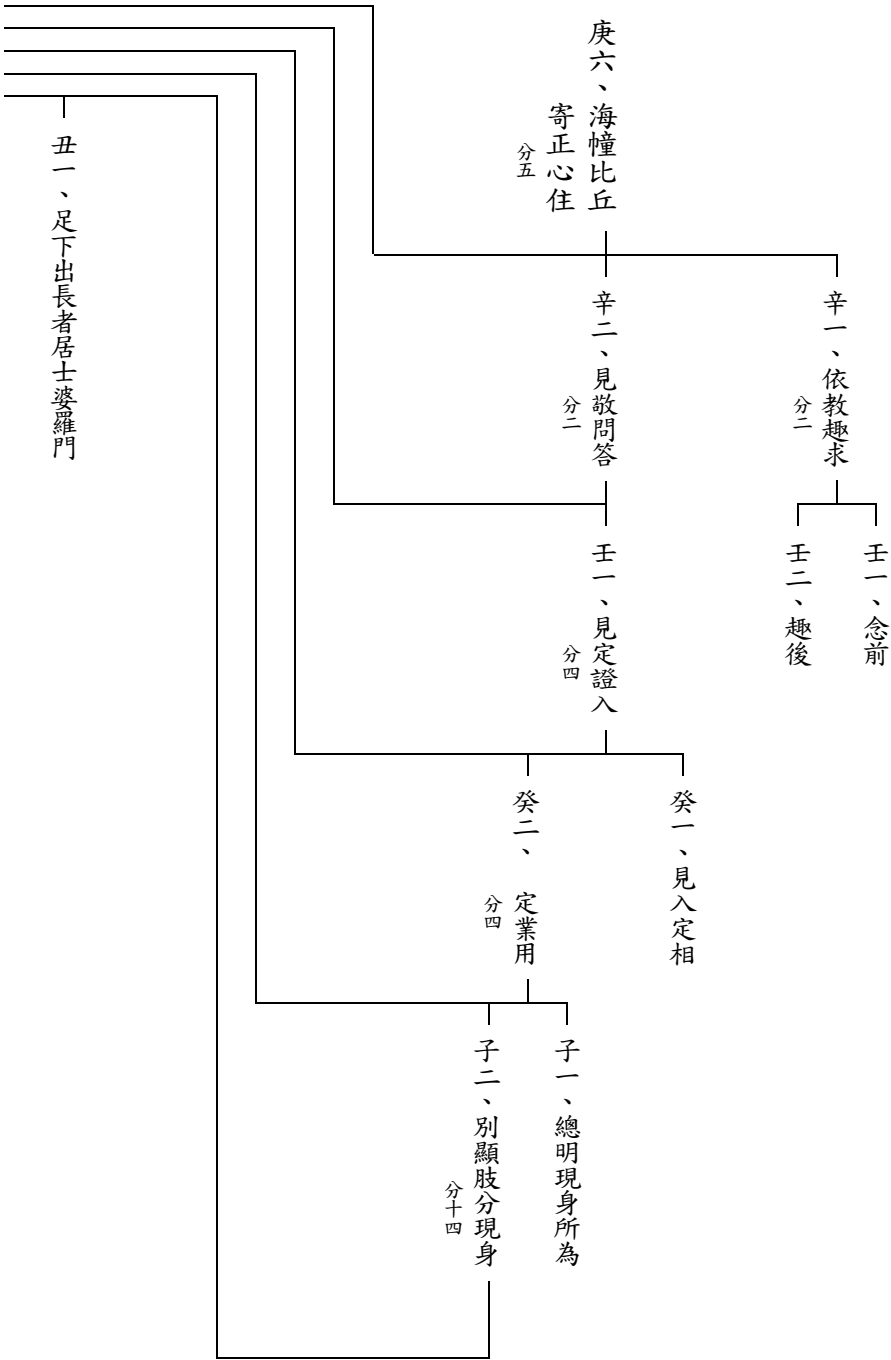 庚六、海幢比丘
寄正心住
分五
辛一、依教趣求
分二
壬一、念前
壬二、趣後
辛二、見敬問答
分二
壬一、見定證入
分四
癸一、見入定相
癸二、 定業用
分四
子一、總明現身所為
子二、別顯肢分現身
分十四
丑一、足下出長者居士婆羅門